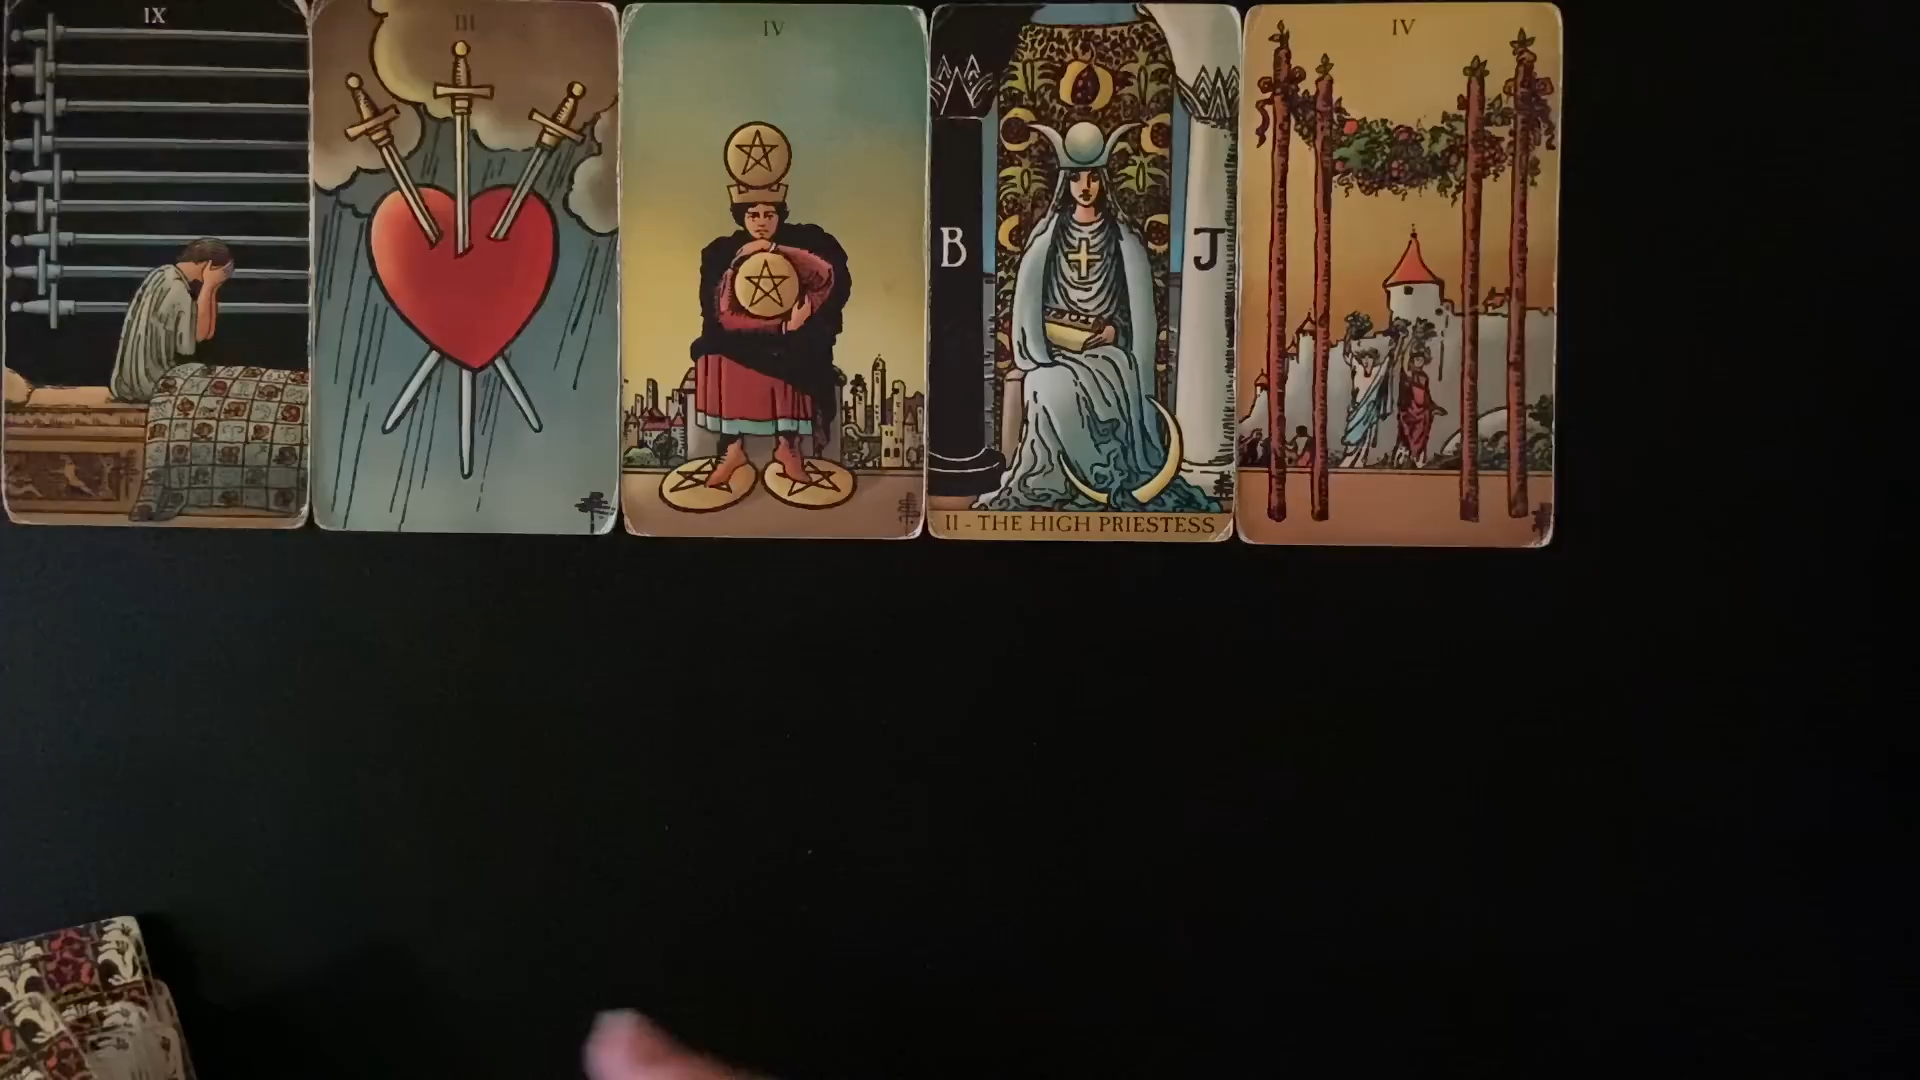 IX
III
IV
B
J
II - THE HIGH PRIESTESS
IV